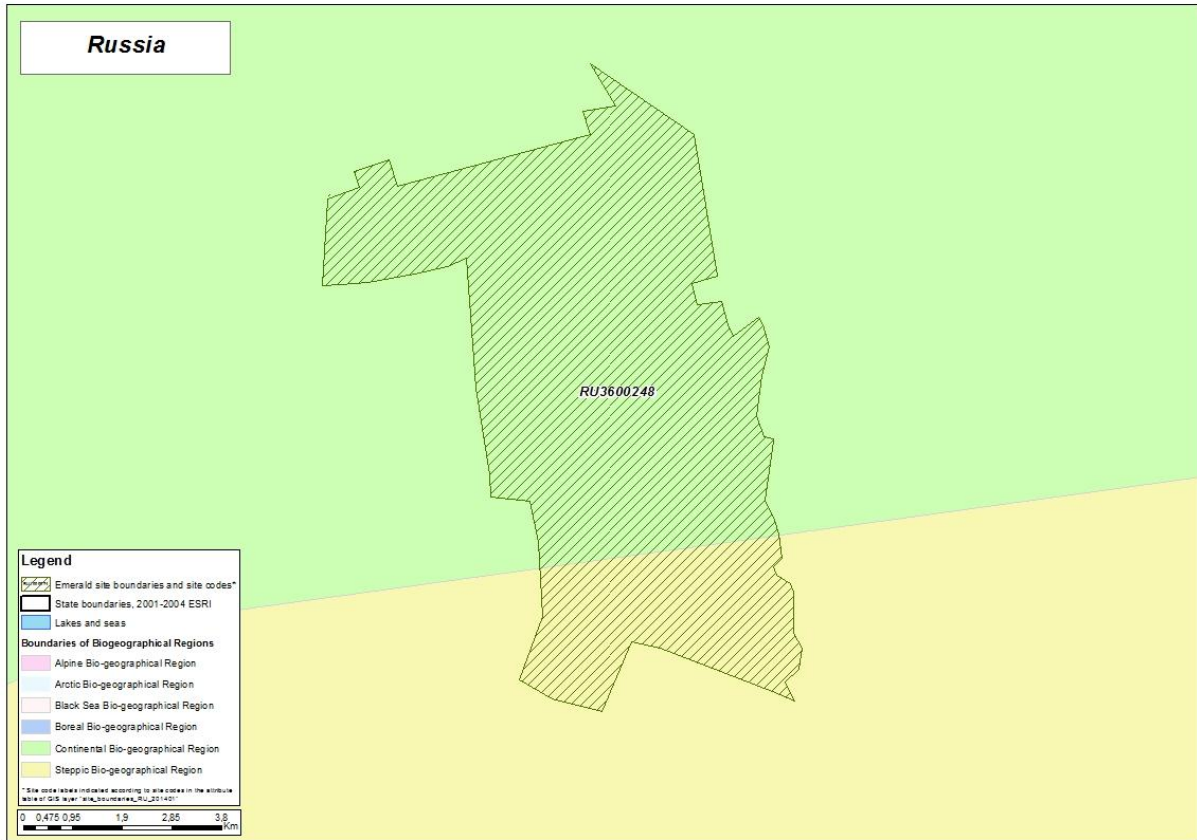 Russia
RU3600248
Legend
Emerald site boundaries and site codes*
State boundaries, 2001-2004 ESRI
Lakes and seas
Boundaries of Biogeographical Regions
Alpine Bio-geographical Region
Arctic Bio-geographical Region
Black Sea Bio-geographical Region
Boreal Bio-geographical Region
Continental Bio-geographical Region
Steppic Bio-geographical Region
* Site code labels indicated according to site codes in the attribute
table of GIS layer "site_boundaries_RU_201401"
0 0,475 0,95 1,9 2,85 3,8
Km